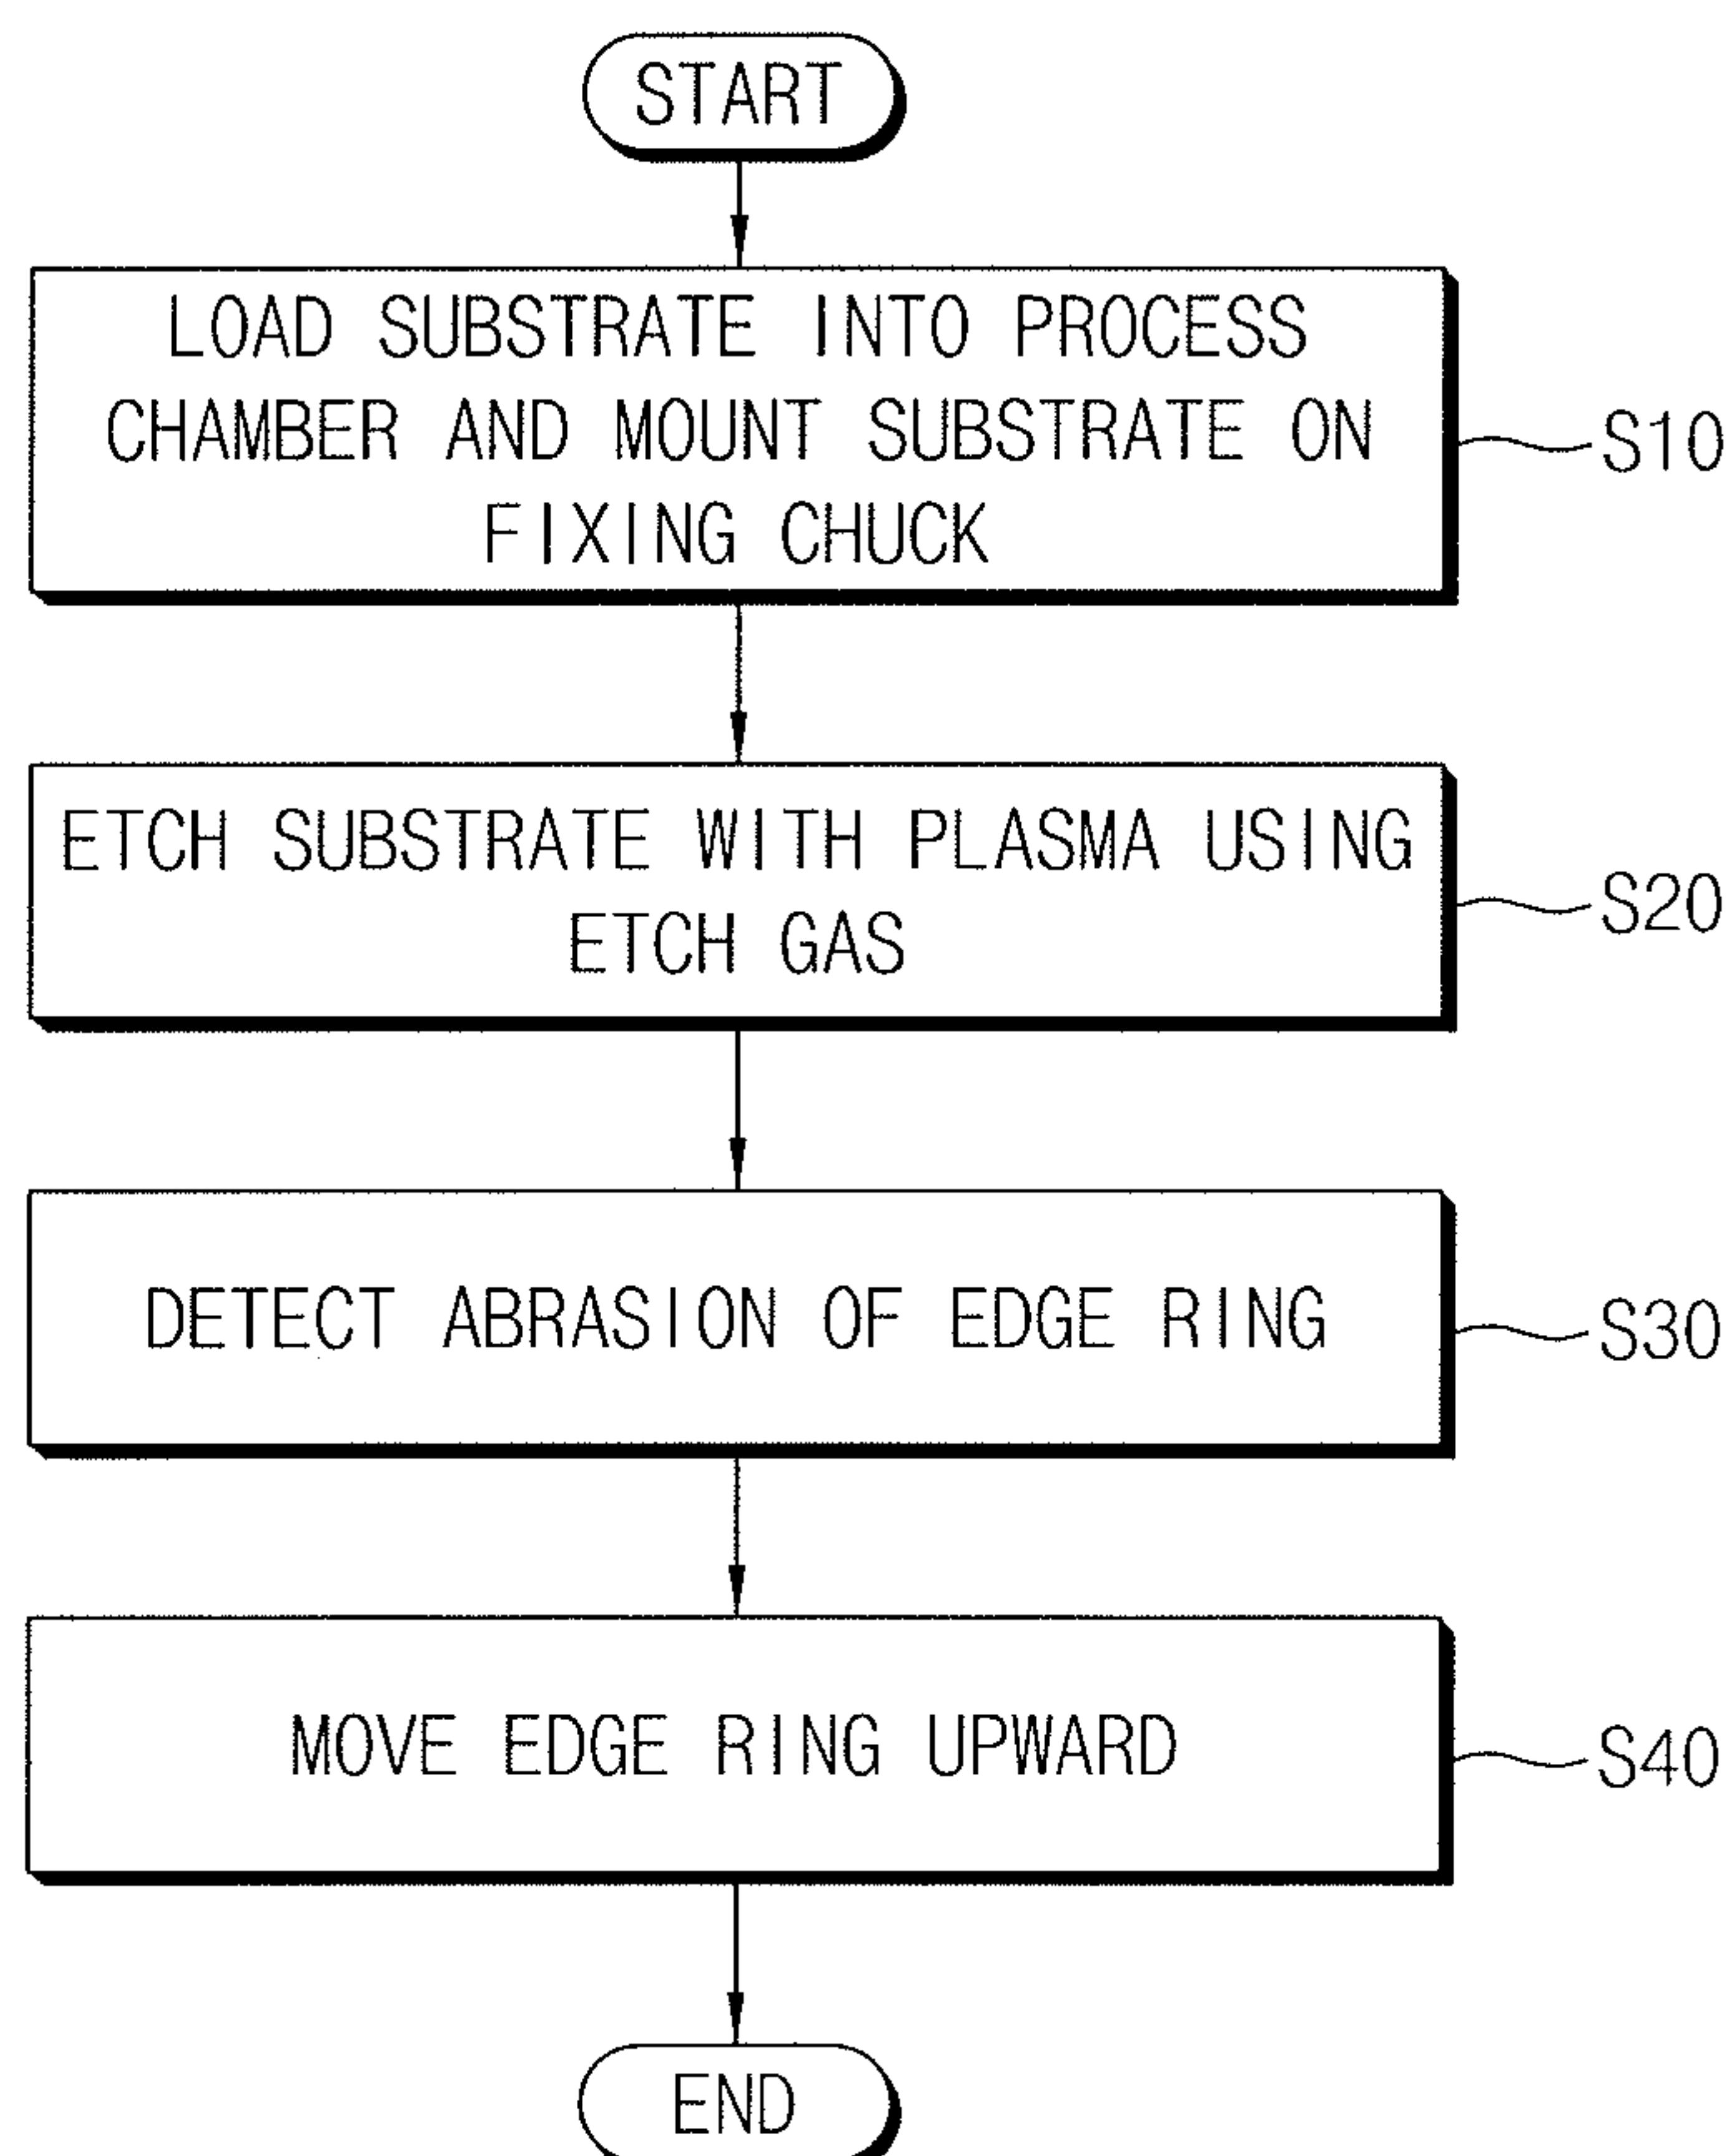 START
LOAD SUBSTRATE INTO PROCESS
CHAMBER AND MOUNT SUBSTRATE ON
FIXING CHUCK
S10
ETCH SUBSTRATE WITH PLASMA USING
ETCH GAS
S20
DETECT ABRASION OF EDGE RING
S30
MOVE EDGE RING UPWARD
S40
END